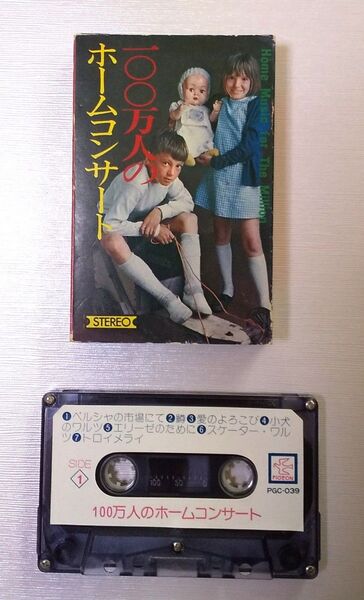 一〇〇万人の
ホームコンサート
Home Music For The Million
STEREO
❶ペルシャの市場にて❷鱒❸愛のよろこび❹小犬
のワルツ❺エリーゼのために❻スケーター・ワル
ツ❼トロイメライ
SIDE
1
100 50 0
PIGEON
PGC-039
100万人のホームコンサート